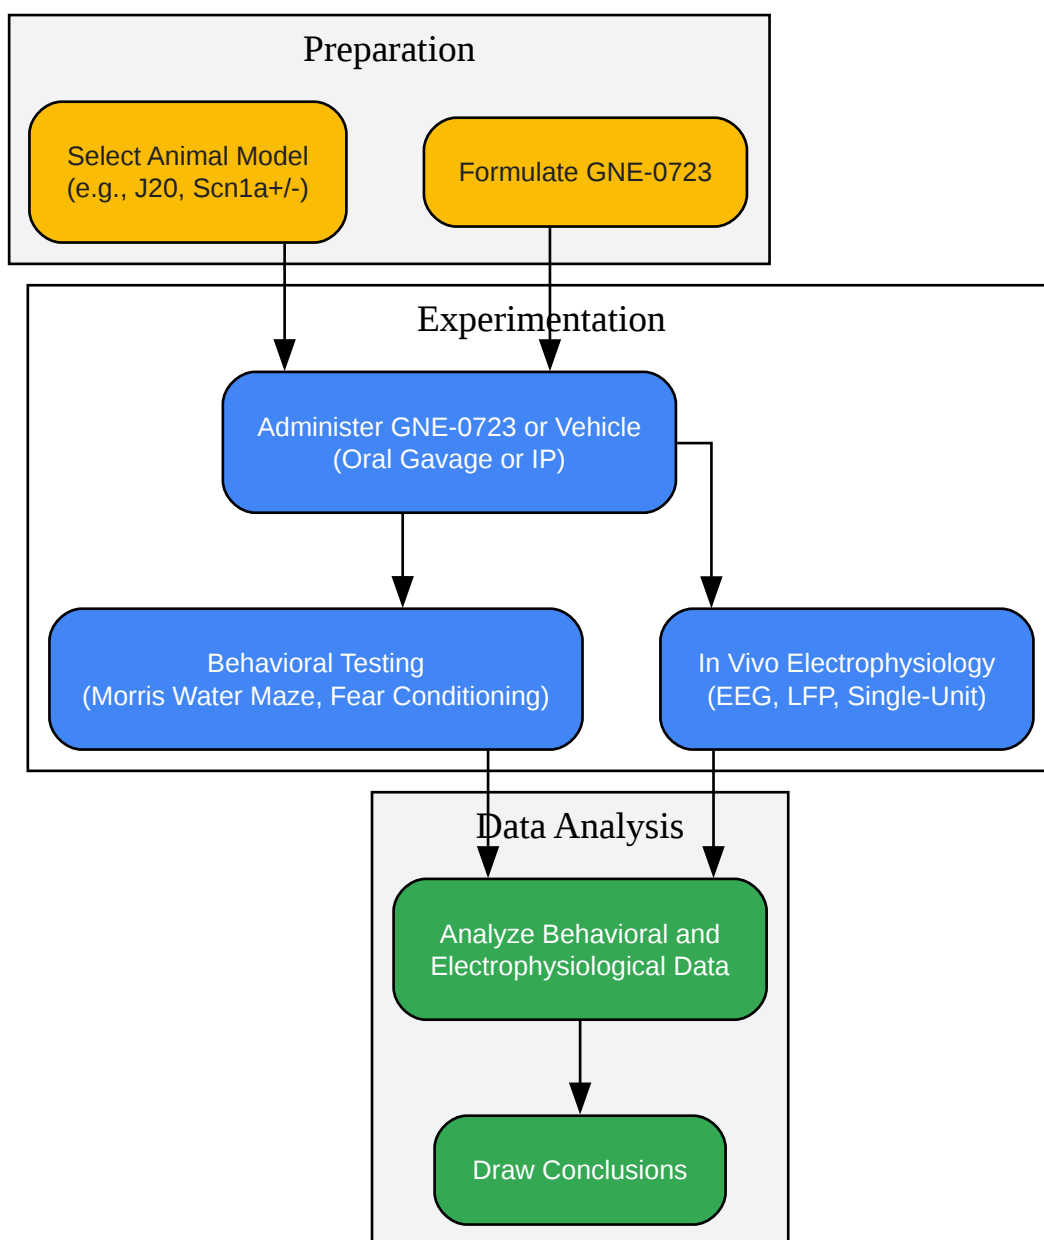 Preparation
Select Animal Model
(e.g., J20, Scn1a+/-)
Formulate GNE-0723
Experimentation
Administer GNE-0723 or Vehicle
(Oral Gavage or IP)
Behavioral Testing
(Morris Water Maze, Fear Conditioning)
In Vivo Electrophysiology
(EEG, LFP, Single-Unit)
Data Analysis
Analyze Behavioral and
Electrophysiological Data
Draw Conclusions